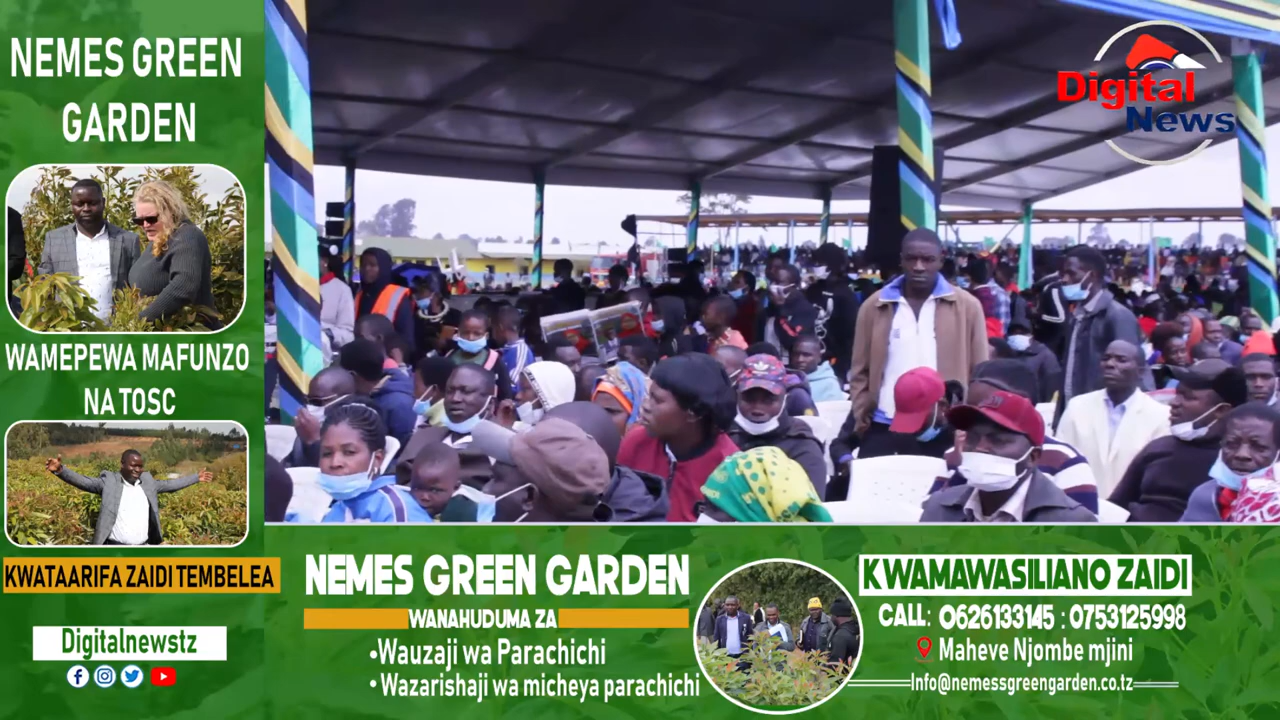 NEMES GREEN
GARDEN
WAMEPEWA MAFUNZO
NA TOSC
KWATAARIFA ZAIDI TEMBELEA
Digitalnewstz
Digital
News
NEMES GREEN GARDEN
WANAHUDUMA ZA
•Wauzaji wa Parachichi
• Wazarishaji wa micheya parachichi
KWAMAWASILIANO ZAIDI
CALL: 0626133145 : 0753125998
Maheve Njombe mjini
Info@nemessgreengarden.co.tz